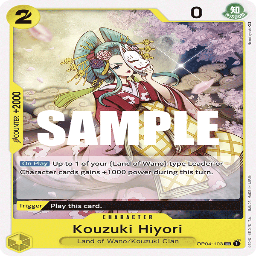 2
0
知
COUNTER +2000
SAMPLE
On Play Up to 1 of your {Land of Wano} type Leader or
Character cards gains +1000 power during this turn.
Trigger Play this card.
CHARACTER
Kouzuki Hiyori
Land of Wano/Kouzuki Clan
1